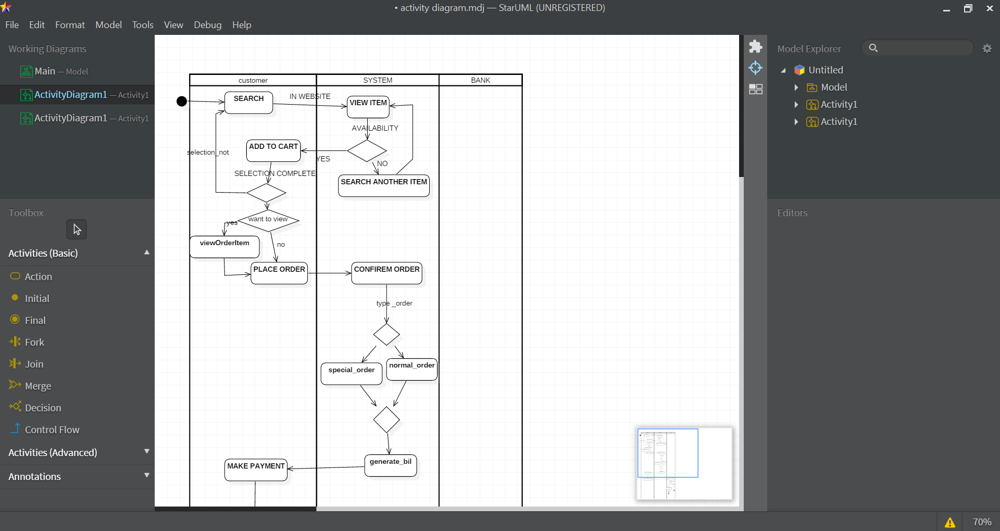 • activity diagram.mdj — StarUML (UNREGISTERED)
File Edit Format Model Tools View Debug Help
Working Diagrams
Main — Model
ActivityDiagram1 — Activity1
ActivityDiagram1 — Activity1
Toolbox
Activities (Basic)
Action
Initial
Final
Fork
Join
Merge
Decision
Control Flow
Activities (Advanced)
Annotations
customer
SYSTEM
BANK
SEARCH
IN WEBSITE
VIEW ITEM
AVAILABILITY
ADD TO CART
selection_not
YES
NO
SELECTION COMPLETE
SEARCH ANOTHER ITEM
want to view
yes
viewOrderItem
no
PLACE ORDER
CONFIREM ORDER
type _order
special_order
normal_order
generate_bil
MAKE PAYMENT
Model Explorer
Untitled
Model
Activity1
Activity1
Editors
70%